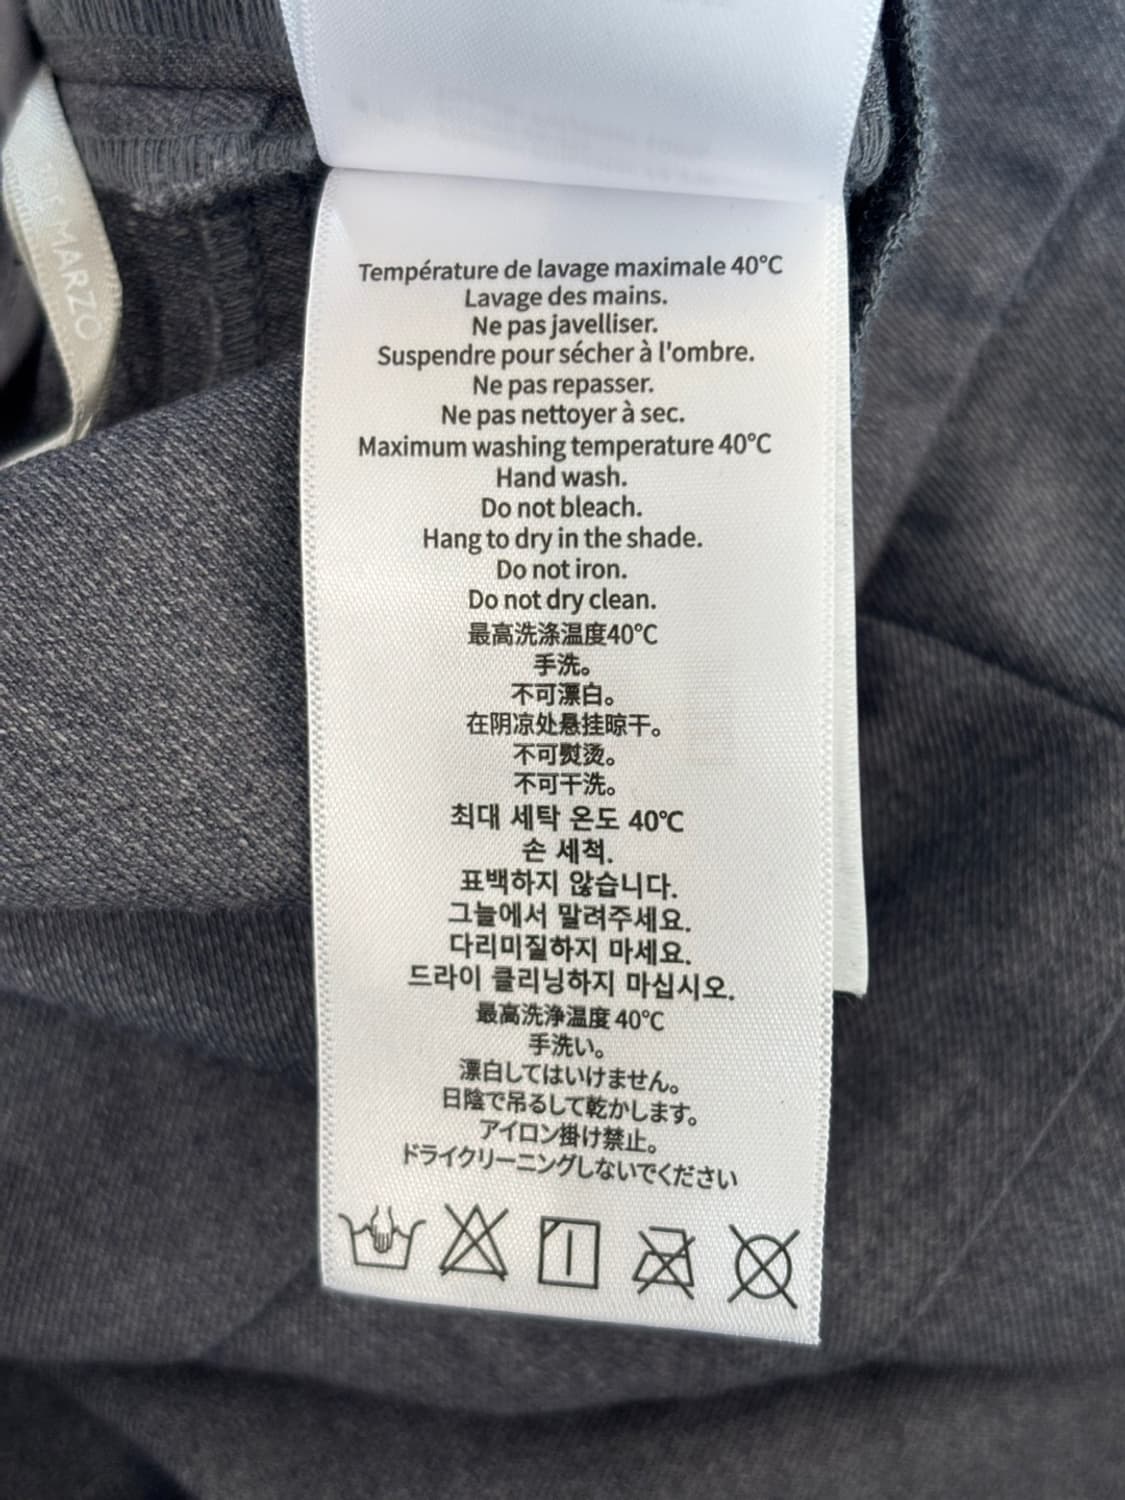 MARZO
Température de lavage maximale 40°C
Lavage des mains.
Ne pas javelliser.
Suspendre pour sécher à l'ombre.
Ne pas repasser.
Ne pas nettoyer à sec.
Maximum washing temperature 40°C
Hand wash.
Do not bleach.
Hang to dry in the shade.
Do not iron.
Do not dry clean.
最高洗涤温度40°C
手洗。
不可漂白。
在阴凉处悬挂晾干。
不可熨烫。
不可干洗。
최대 세탁 온도 40℃
손 세척.
표백하지 않습니다.
그늘에서 말려주세요.
다리미질하지 마세요.
드라이 클리닝하지 마십시오.
最高洗浄温度 40℃
手洗い。
漂白してはいけません。
日陰で吊るして乾かします。
アイロン掛け禁止。
ドライクリーニングしないでください